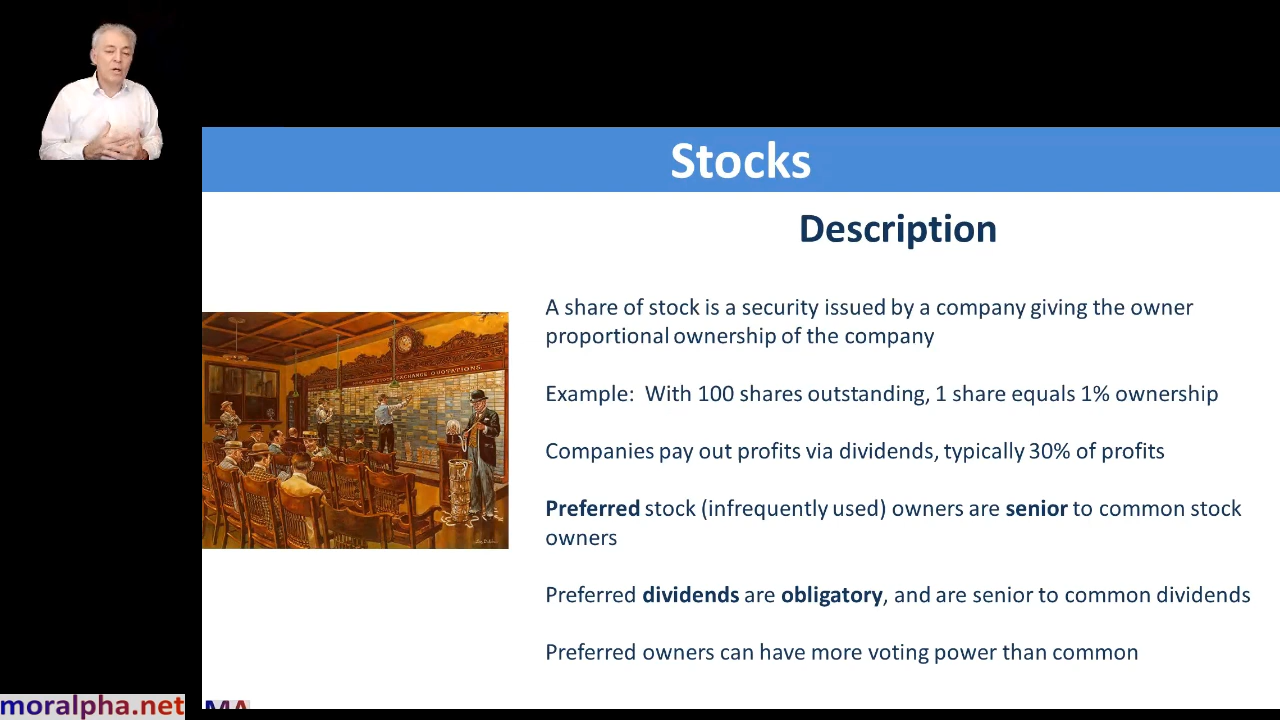 Stocks
Description
A share of stock is a security issued by a company giving the owner
proportional ownership of the company
Example:  With 100 shares outstanding, 1 share equals 1% ownership
Companies pay out profits via dividends, typically 30% of profits
Preferred stock (infrequently used) owners are senior to common stock
owners
Preferred dividends are obligatory, and are senior to common dividends
Preferred owners can have more voting power than common
EXCHANGE QUOTATIONS
moralpha.net
MA